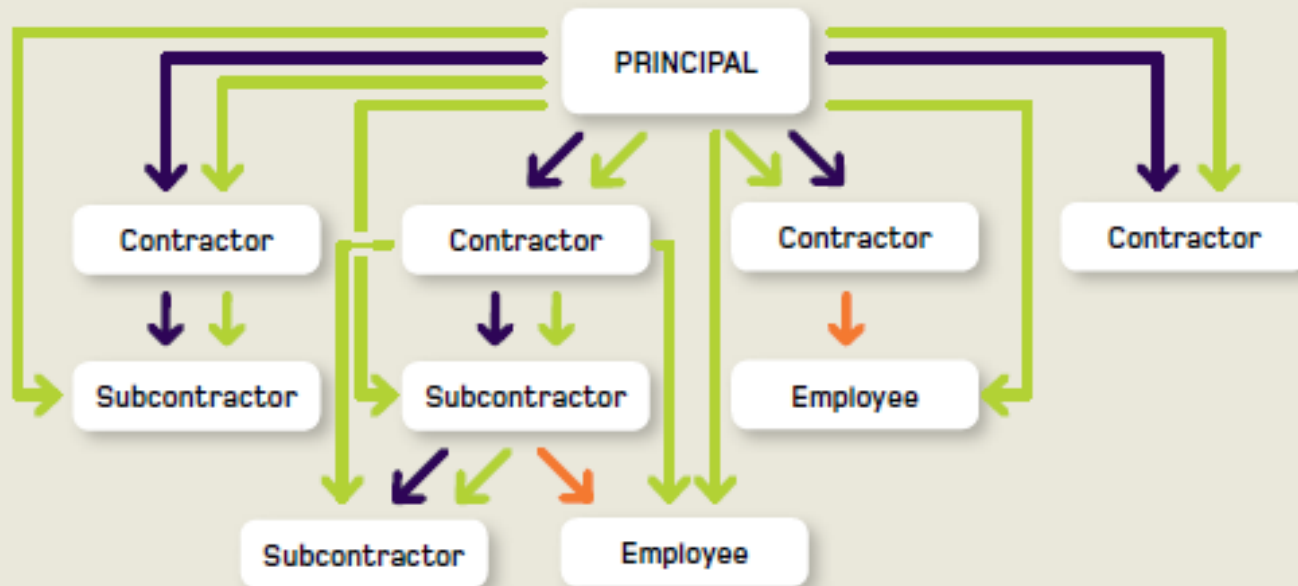 PRINCIPAL
Contractor
Contractor
Contractor
Contractor
Subcontractor
Subcontractor
Employee
Subcontractor
Employee